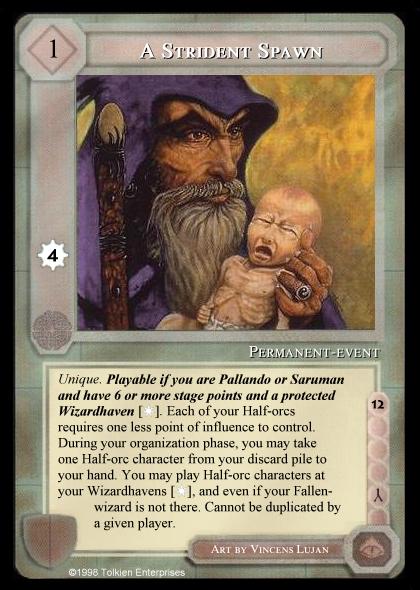 1
A Strident Spawn
4
Permanent-event
Unique. Playable if you are Pallando or Saruman
and have 6 or more stage points and a protected
Wizardhaven [ ]. Each of your Half-orcs
requires one less point of influence to control.
During your organization phase, you may take
one Half-orc character from your discard pile to
your hand. You may play Half-orc characters at
your Wizardhavens [ ], and even if your Fallen-
wizard is not there. Cannot be duplicated by
a given player.
12
Art by Vincens Lujan
©1998 Tolkien Enterprises